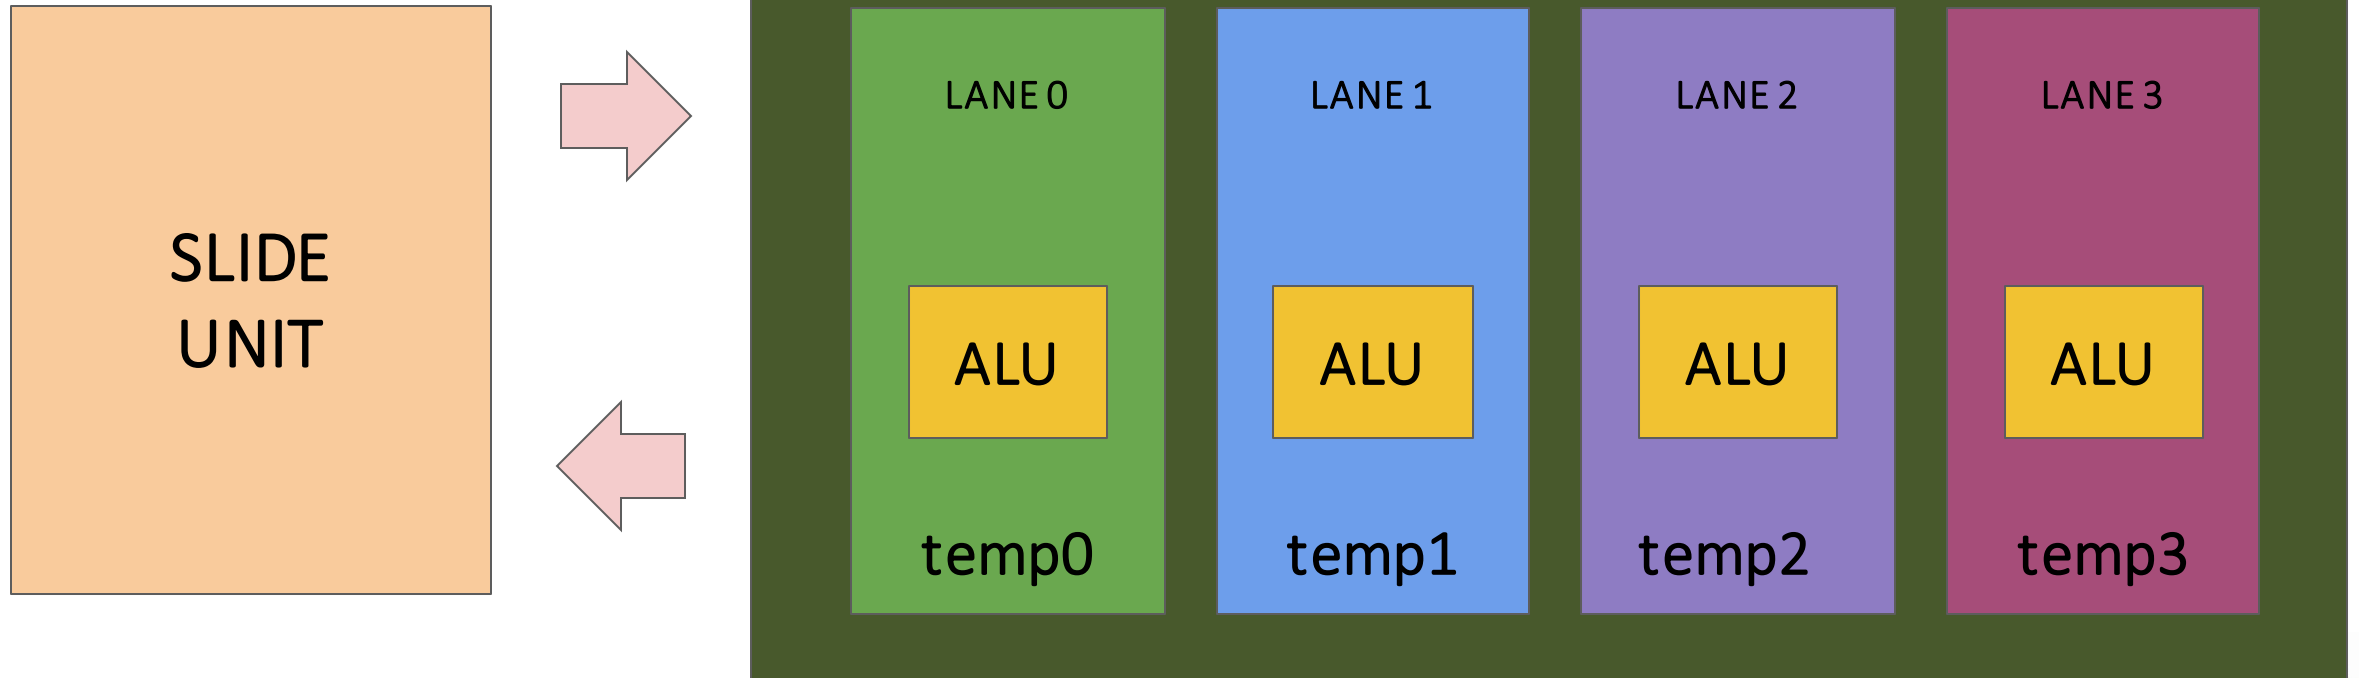 SLIDE
UNIT
LANE 0
LANE 1
LANE 2
LANE 3
ALU
ALU
ALU
ALU
temp0
temp1
temp2
temp3